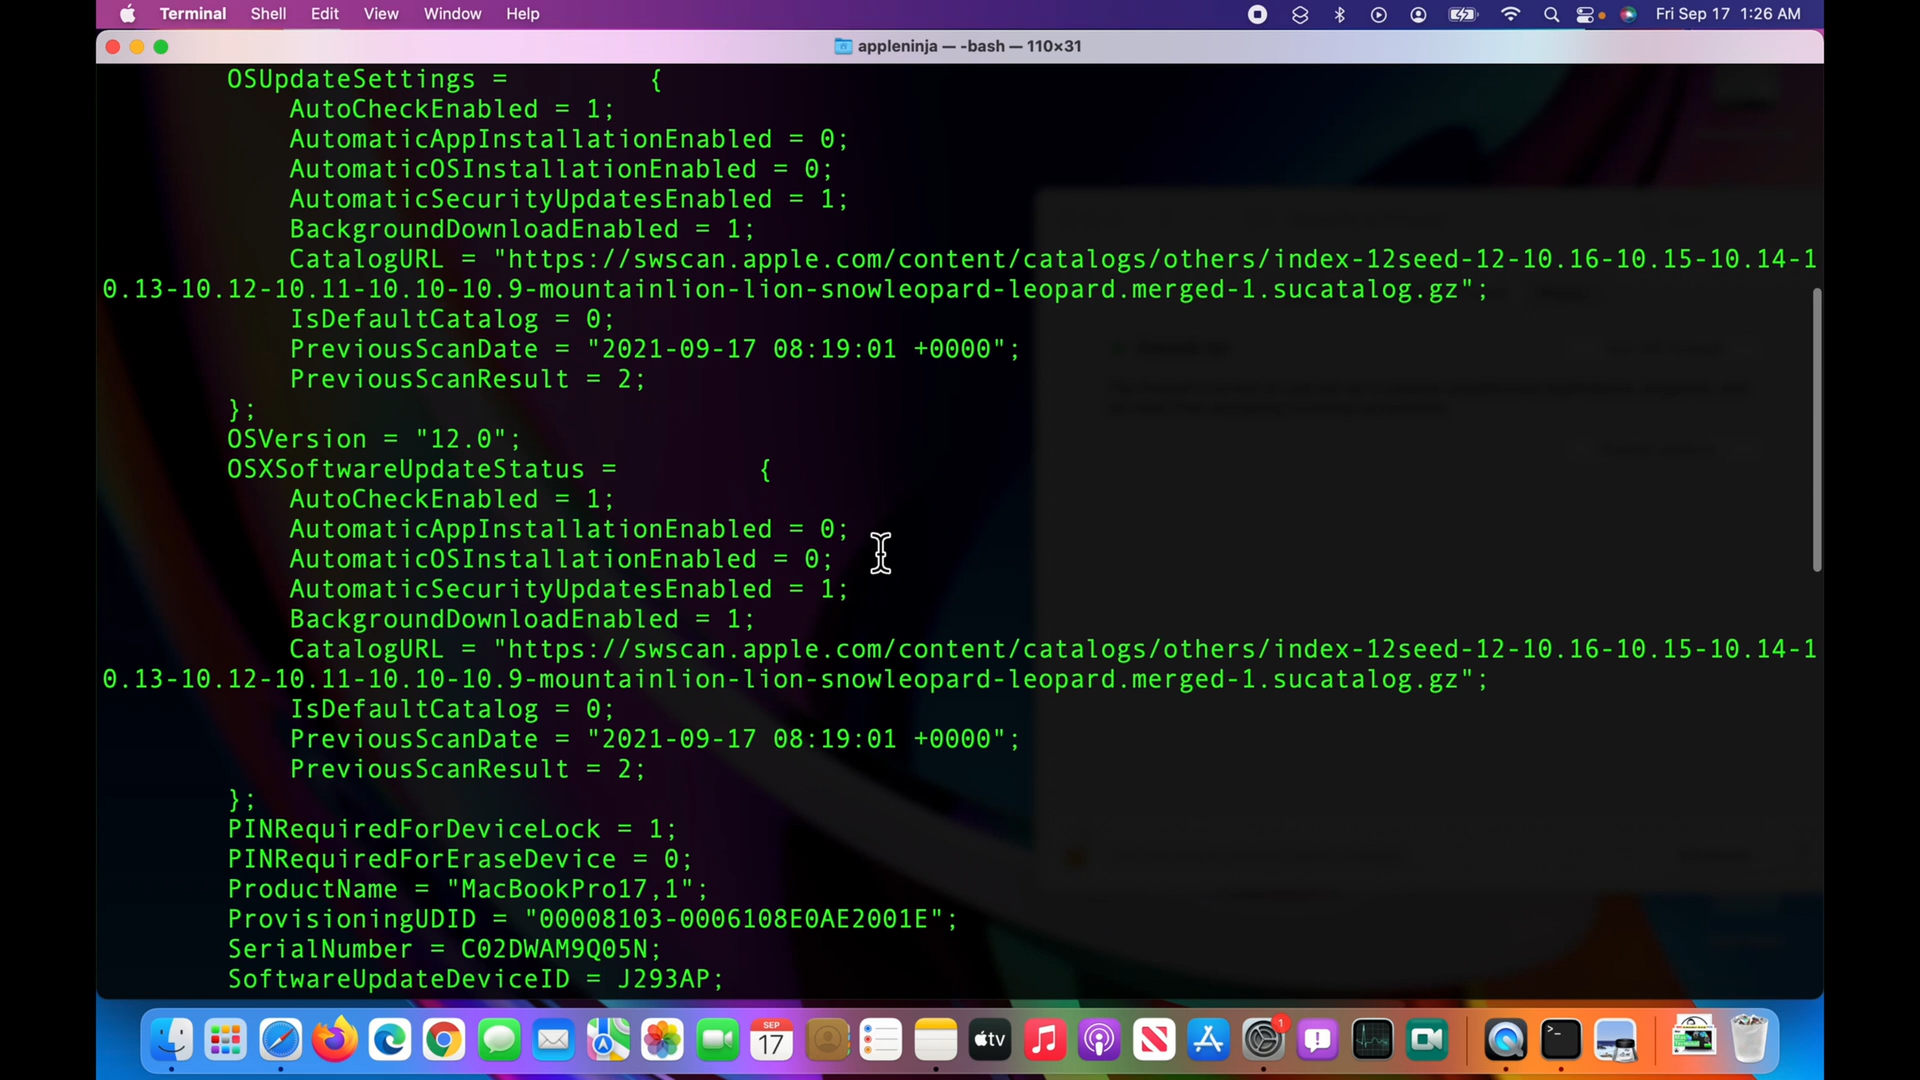 Terminal Shell Edit View Window Help Fri Sep 17 1:26 AM
appleninja — -bash — 110×31
OSUpdateSettings = {
AutoCheckEnabled = 1;
AutomaticAppInstallationEnabled = 0;
AutomaticOSInstallationEnabled = 0;
AutomaticSecurityUpdatesEnabled = 1;
BackgroundDownloadEnabled = 1;
CatalogURL = "https://swscan.apple.com/content/catalogs/others/index-12seed-12-10.16-10.15-10.14-1
0.13-10.12-10.11-10.10-10.9-mountainlion-lion-snowleopard-leopard.merged-1.sucatalog.gz";
IsDefaultCatalog = 0;
PreviousScanDate = "2021-09-17 08:19:01 +0000";
PreviousScanResult = 2;
};
OSVersion = "12.0";
OSXSoftwareUpdateStatus = {
AutoCheckEnabled = 1;
AutomaticAppInstallationEnabled = 0;
AutomaticOSInstallationEnabled = 0;
AutomaticSecurityUpdatesEnabled = 1;
BackgroundDownloadEnabled = 1;
CatalogURL = "https://swscan.apple.com/content/catalogs/others/index-12seed-12-10.16-10.15-10.14-1
0.13-10.12-10.11-10.10-10.9-mountainlion-lion-snowleopard-leopard.merged-1.sucatalog.gz";
IsDefaultCatalog = 0;
PreviousScanDate = "2021-09-17 08:19:01 +0000";
PreviousScanResult = 2;
};
PINRequiredForDeviceLock = 1;
PINRequiredForEraseDevice = 0;
ProductName = "MacBookPro17,1";
ProvisioningUDID = "00008103-0006108E0AE2001E";
SerialNumber = C02DWAM9Q05N;
SoftwareUpdateDeviceID = J293AP;
SEP
17
tv
1
>_